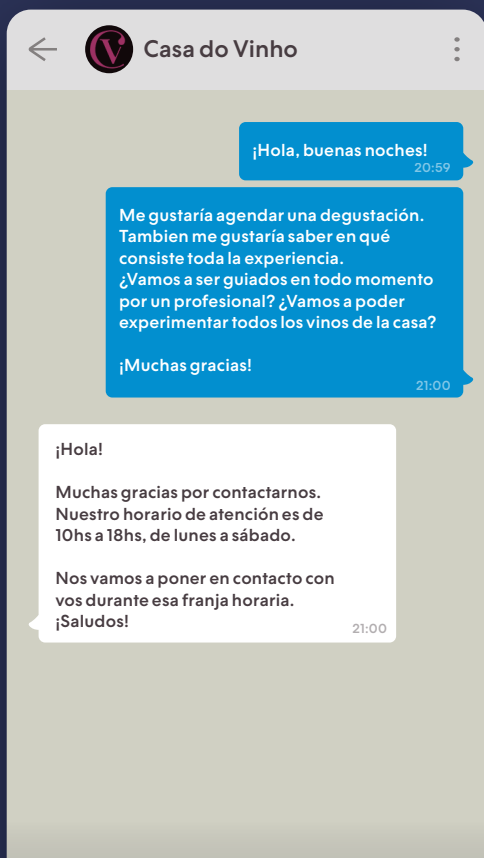 Casa do Vinho
¡Hola, buenas noches!
20:59
Me gustaría agendar una degustación.
Tambien me gustaría saber en qué
consiste toda la experiencia.
¿Vamos a ser guiados en todo momento
por un profesional? ¿Vamos a poder
experimentar todos los vinos de la casa?
¡Muchas gracias!
21:00
¡Hola!
Muchas gracias por contactarnos.
Nuestro horario de atención es de
10hs a 18hs, de lunes a sábado.
Nos vamos a poner en contacto con
vos durante esa franja horaria.
¡Saludos!
21:00